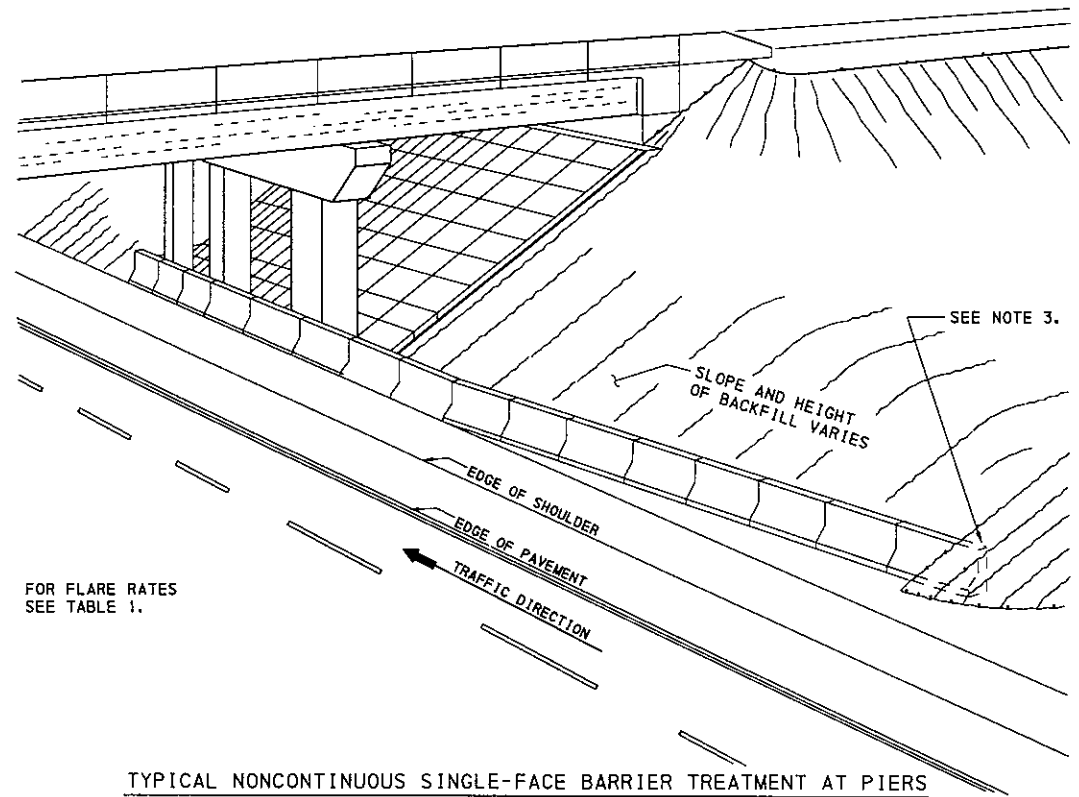 SEE NOTE 3.
SLOPE AND HEIGHT
OF BACKFILL VARIES
EDGE OF SHOULDER
EDGE OF PAVEMENT
TRAFFIC DIRECTION
FOR FLARE RATES
SEE TABLE 1.
TYPICAL NONCONTINUOUS SINGLE-FACE BARRIER TREATMENT AT PIERS